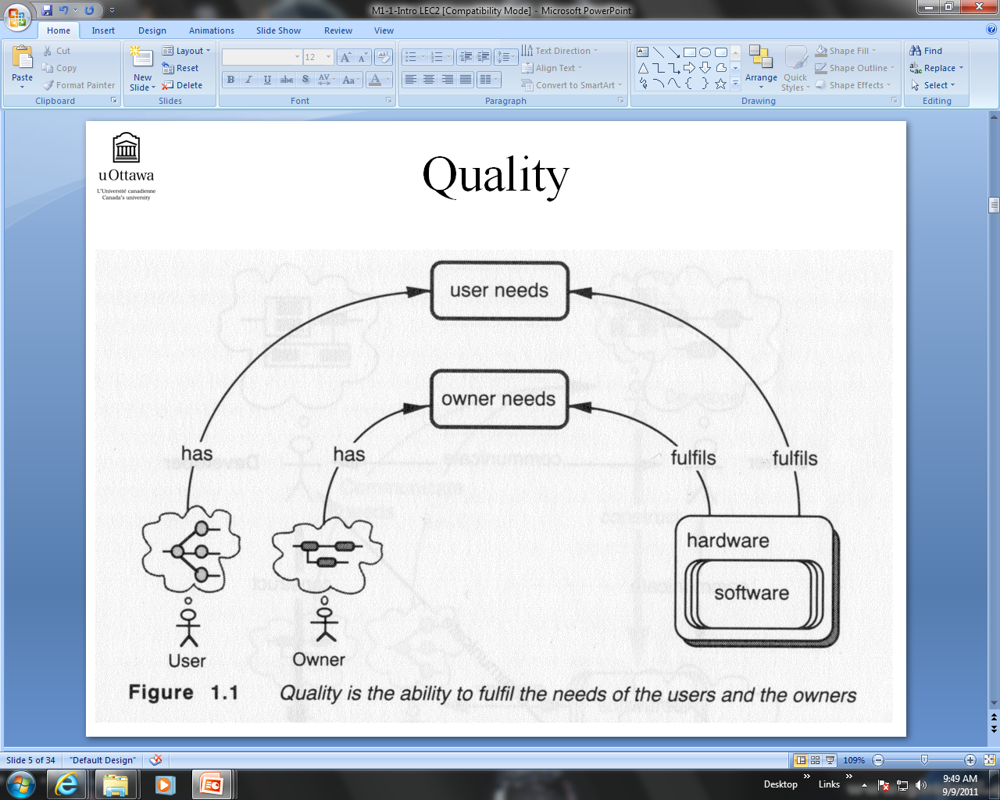 M1-1-Intro LEC2 [Compatibility Mode] - Microsoft PowerPoint
Home Insert Design Animations Slide Show Review View
Paste
Cut
Copy
Format Painter
Clipboard
New Slide
Layout
Reset
Delete
Slides
12
B I U abc S AV Aa A
Font
Text Direction
Align Text
Convert to SmartArt
Paragraph
Arrange
Quick Styles
Shape Fill
Shape Outline
Shape Effects
Drawing
Find
Replace
Select
Editing
uOttawa
L'Université canadienne
Canada's university
Quality
user needs
owner needs
has
has
fulfils
fulfils
hardware
software
User
Owner
Figure 1.1 Quality is the ability to fulfil the needs of the users and the owners
Slide 5 of 34 "Default Design" 109%
Desktop » Links »
9:49 AM
9/9/2011